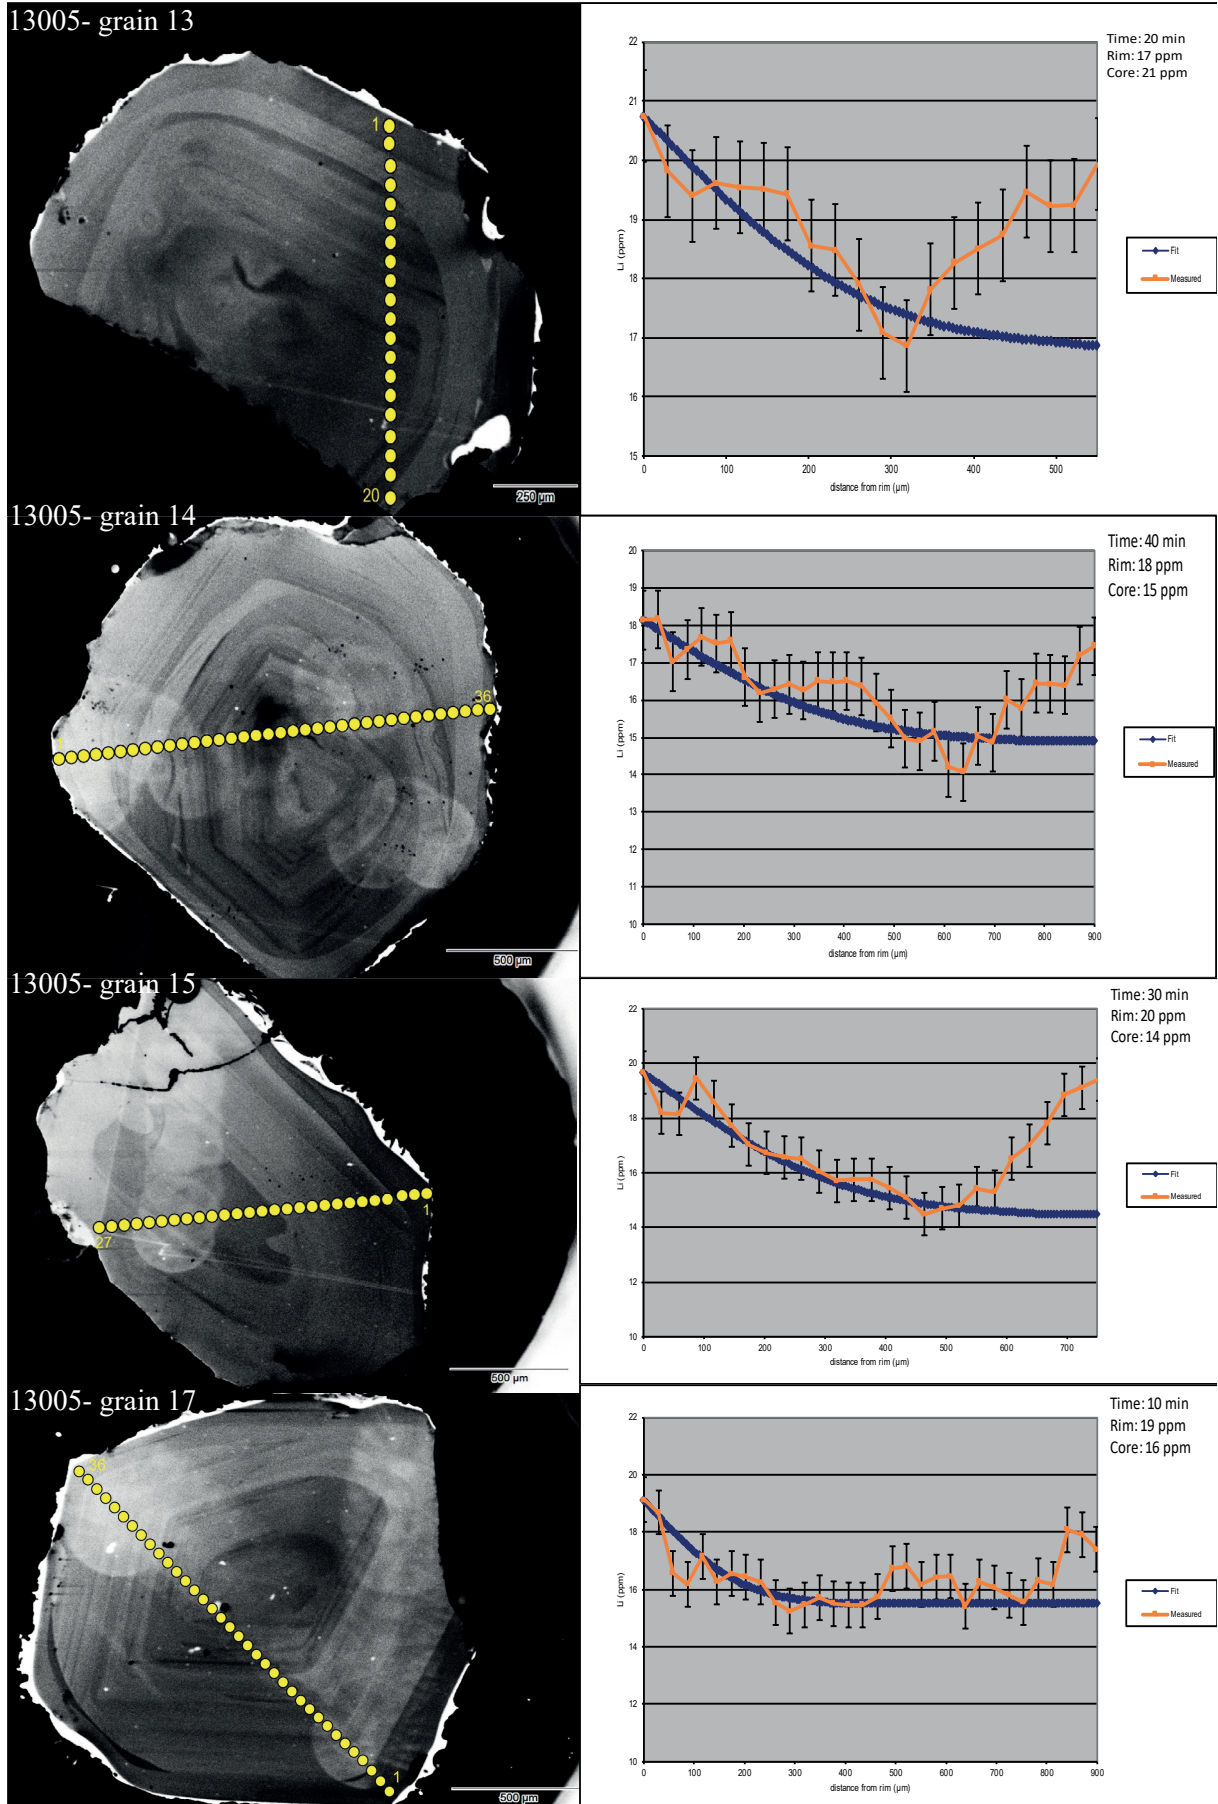 13005- grain 13
1
20
250 µm
22
21
20
19
18
17
16
15
Li (ppm)
0 100 200 300 400 500
distance from rim (µm)
Time: 20 min
Rim: 17 ppm
Core: 21 ppm
Fit
Measured
13005- grain 14
1
36
500 µm
20
19
18
17
16
15
14
13
12
11
10
Li (ppm)
0 100 200 300 400 500 600 700 800 900
distance from rim (µm)
Time: 40 min
Rim: 18 ppm
Core: 15 ppm
Fit
Measured
13005- grain 15
1
27
500 µm
22
20
18
16
14
12
10
Li (ppm)
0 100 200 300 400 500 600 700
distance from rim (µm)
Time: 30 min
Rim: 20 ppm
Core: 14 ppm
Fit
Measured
13005- grain 17
36
1
500 µm
22
20
18
16
14
12
10
Li (ppm)
0 100 200 300 400 500 600 700 800 900
distance from rim (µm)
Time: 10 min
Rim: 19 ppm
Core: 16 ppm
Fit
Measured